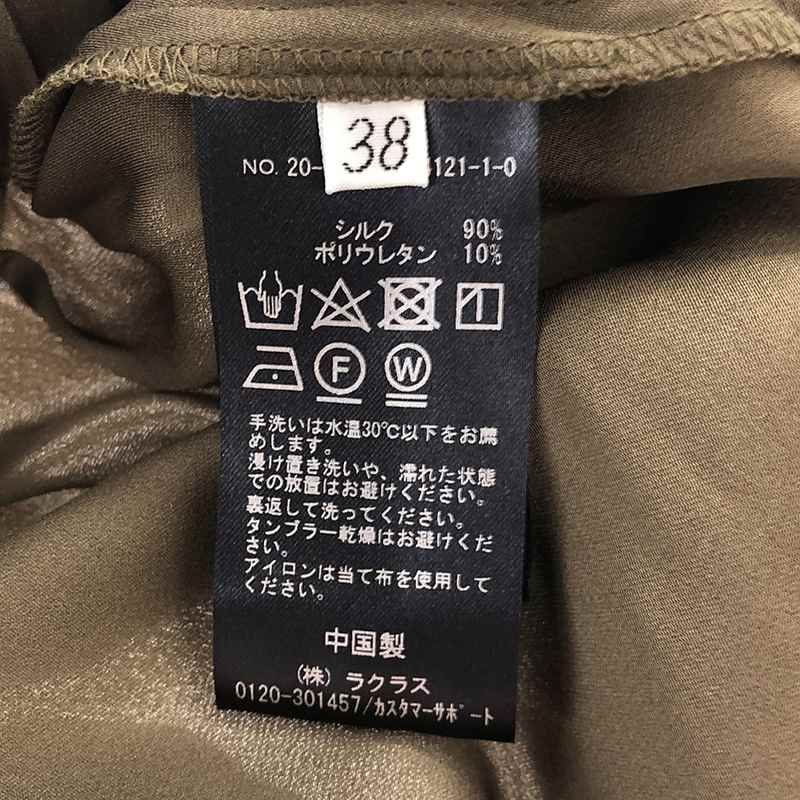 38
NO. 20- 121-1-0
シルク 90%
ポリウレタン 10%
F W
手洗いは水温30℃以下をお薦
めします。
浸け置き洗いや、濡れた状態
での放置はお避けください。
裏返して洗ってください。
タンブラー乾燥はお避けくだ
さい。
アイロンは当て布を使用して
ください。
中国製
(株) ラクラス
0120-301457/カスタマーサポート